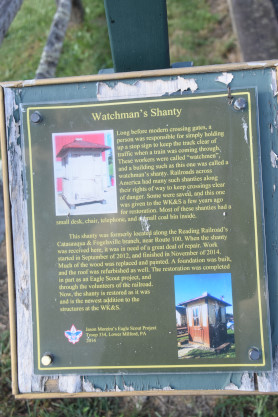 Watchman's Shanty
Long before modern crossing gates, a
person was responsible for simply holding
up a stop sign to keep the track clear of
traffic when a train was coming through.
These workers were called "watchmen",
and a building such as this one was called a
watchman's shanty. Railroads across
America had many such shanties along
their rights of way to keep crossings clear
of danger. Some were saved, and this one
was given to the WK&S a few years ago
for restoration. Most of these shanties had a
small desk, chair, telephone, and a small coal bin inside.
This shanty was formerly located along the Reading Railroad's
Catasauqua & Fogelsville branch, near Route 100. When the shanty
was received here, it was in need of a great deal of repair. Work
started in September of 2012, and finished in November of 2014.
Much of the wood was replaced and painted. A foundation was built,
and the roof was refurbished as well. The restoration was completed
in part as an Eagle Scout project, and
through the volunteers of the railroad.
Now, the shanty is restored as it was
and is the newest addition to the
structures at the WK&S.
Eagle Scout Project
Troop 334, Lower Milford, PA
2014